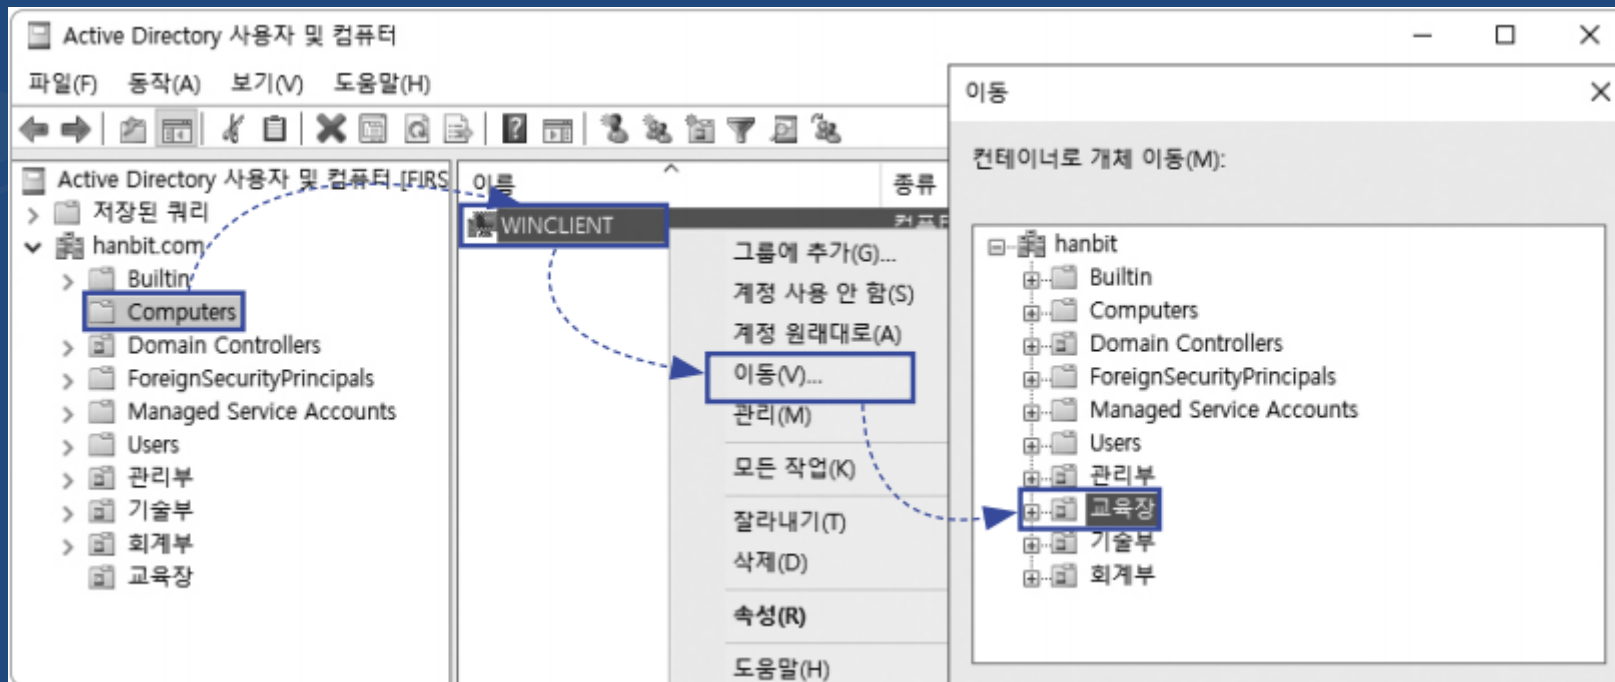 Active Directory 사용자 및 컴퓨터
파일(F) 동작(A) 보기(V) 도움말(H)
Active Directory 사용자 및 컴퓨터 [FIRS
저장된 쿼리
hanbit.com
Builtin
Computers
Domain Controllers
ForeignSecurityPrincipals
Managed Service Accounts
Users
관리부
기술부
회계부
교육장
이름 종류
WINCLIENT 컴퓨터
그룹에 추가(G)...
계정 사용 안 함(S)
계정 원래대로(A)
이동(V)...
관리(M)
모든 작업(K)
잘라내기(T)
삭제(D)
속성(R)
도움말(H)
이동
컨테이너로 개체 이동(M):
hanbit
Builtin
Computers
Domain Controllers
ForeignSecurityPrincipals
Managed Service Accounts
Users
관리부
교육장
기술부
회계부